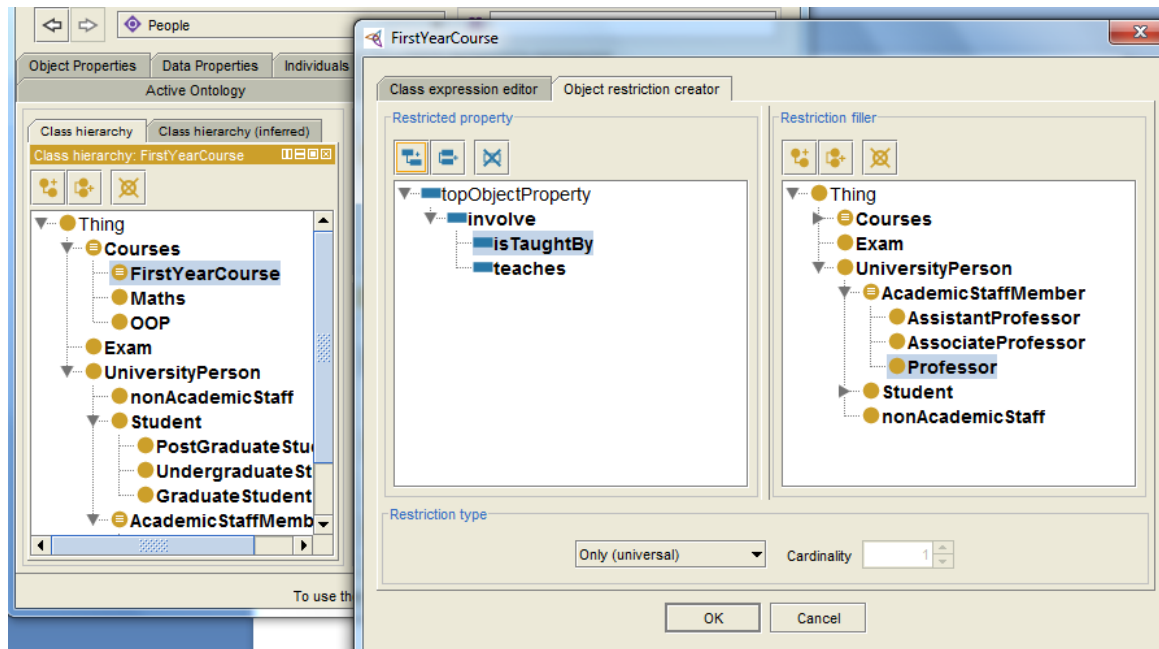 People
Object Properties
Data Properties
Individuals
Active Ontology
Class hierarchy
Class hierarchy (inferred)
Class hierarchy: FirstYearCourse
Thing
Courses
FirstYearCourse
Maths
OOP
Exam
UniversityPerson
nonAcademicStaff
Student
PostGraduateStu
UndergraduateSt
GraduateStudent
AcademicStaffMemb
To use th
FirstYearCourse
x
Class expression editor
Object restriction creator
Restricted property
topObjectProperty
involve
isTaughtBy
teaches
Restriction filler
Thing
Courses
Exam
UniversityPerson
AcademicStaffMember
AssistantProfessor
AssociateProfessor
Professor
Student
nonAcademicStaff
Restriction type
Only (universal)
Cardinality
1
OK
Cancel